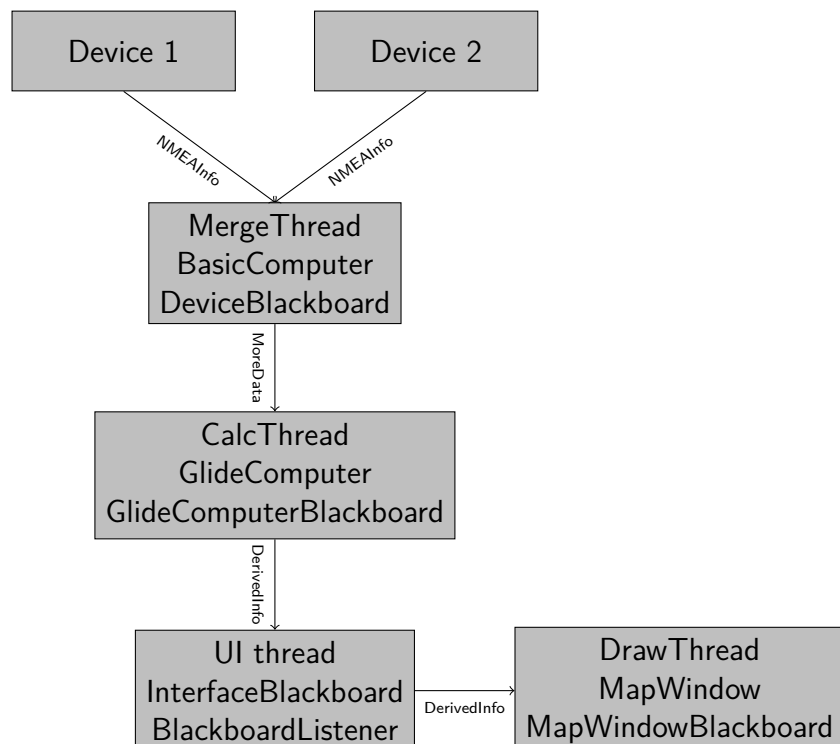 Device 1
Device 2
NMEAInfo
NMEAInfo
MergeThread
BasicComputer
DeviceBlackboard
MoreData
CalcThread
GlideComputer
GlideComputerBlackboard
DerivedInfo
UI thread
InterfaceBlackboard
BlackboardListener
DerivedInfo
DrawThread
MapWindow
MapWindowBlackboard